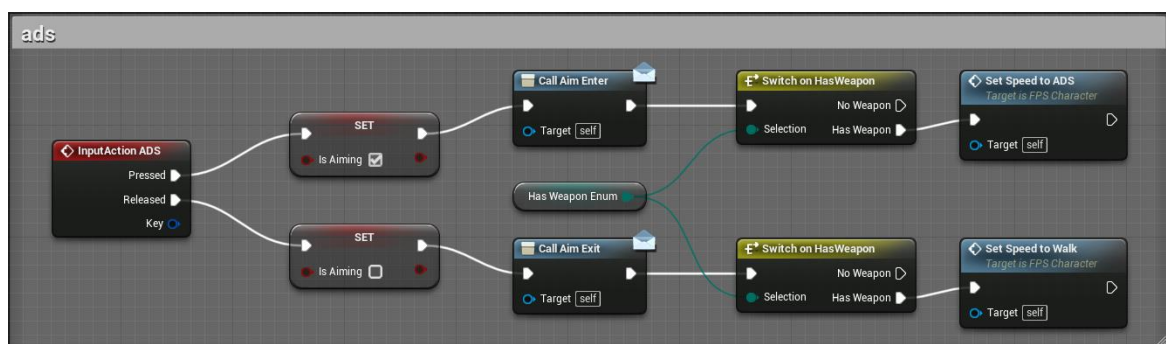 ads
InputAction ADS
Pressed
Released
Key
SET
Is Aiming
Call Aim Enter
Target self
Switch on HasWeapon
No Weapon
Selection Has Weapon
Set Speed to ADS
Target is FPS Character
Target self
Has Weapon Enum
SET
Is Aiming
Call Aim Exit
Target self
Switch on HasWeapon
No Weapon
Selection Has Weapon
Set Speed to Walk
Target is FPS Character
Target self